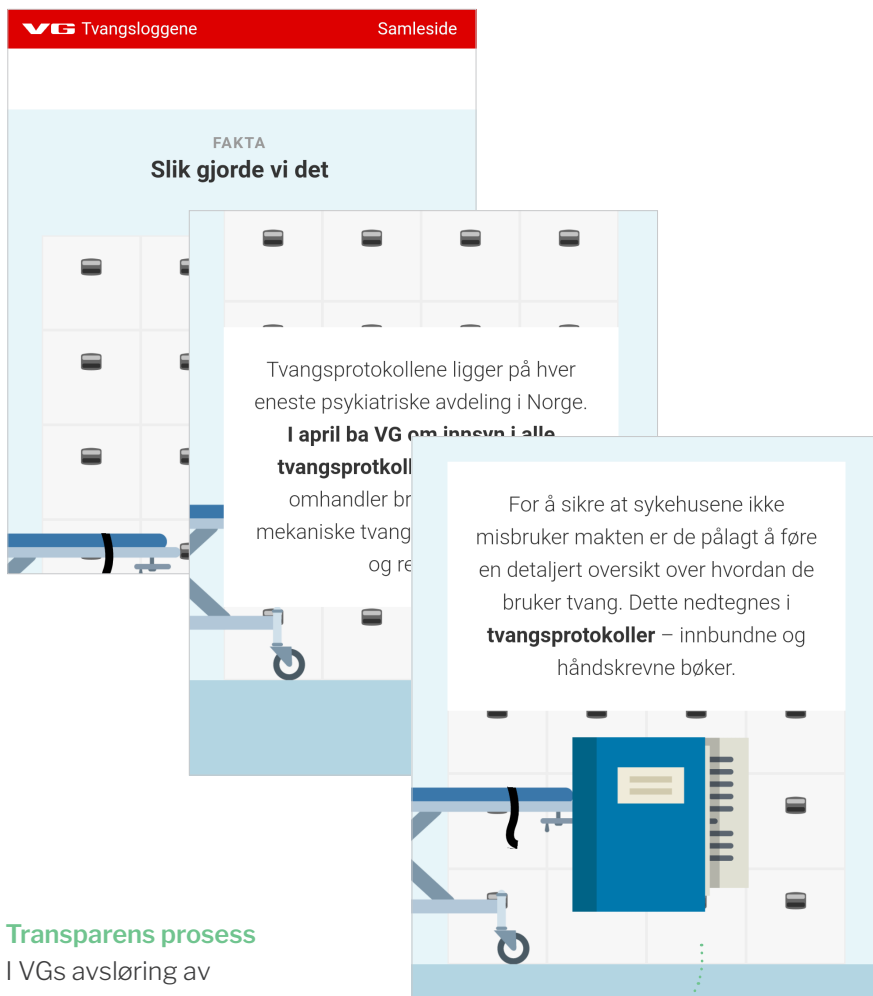 VG Tvangsloggene Samleside
FAKTA
Slik gjorde vi det
Tvangsprotokollene ligger på hver
eneste psykiatriske avdeling i Norge.
I april ba VG om innsyn i alle
tvangsprotkoll
omhandler br
mekaniske tvang
og re
For å sikre at sykehusene ikke
misbruker makten er de pålagt å føre
en detaljert oversikt over hvordan de
bruker tvang. Dette nedtegnes i
tvangsprotokoller – innbundne og
håndskrevne bøker.
Transparens prosess
I VGs avsløring av